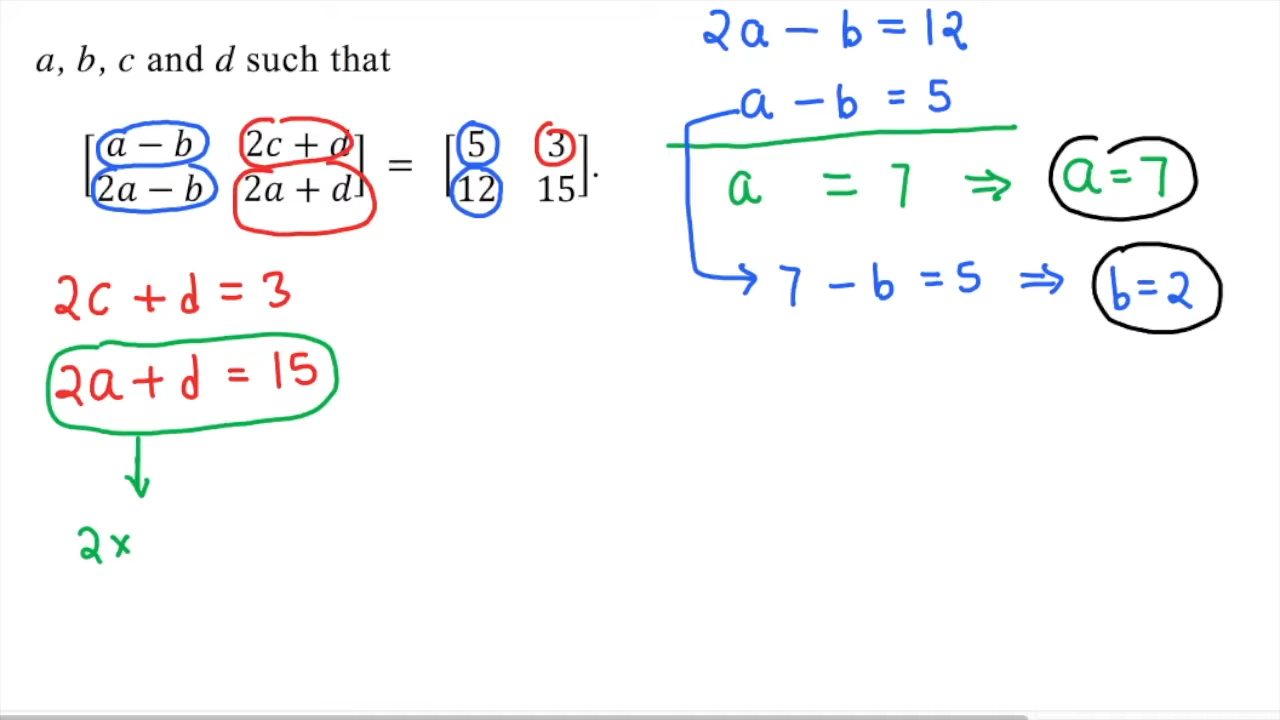 a, b, c and d such that
[a − b 2c + d] = [5 3]
[2a − b 2a + d] [12 15].
2c + d = 3
2a + d = 15
2×
2a − b = 12
a − b = 5
a = 7 ⇒ a = 7
7 − b = 5 ⇒ b = 2